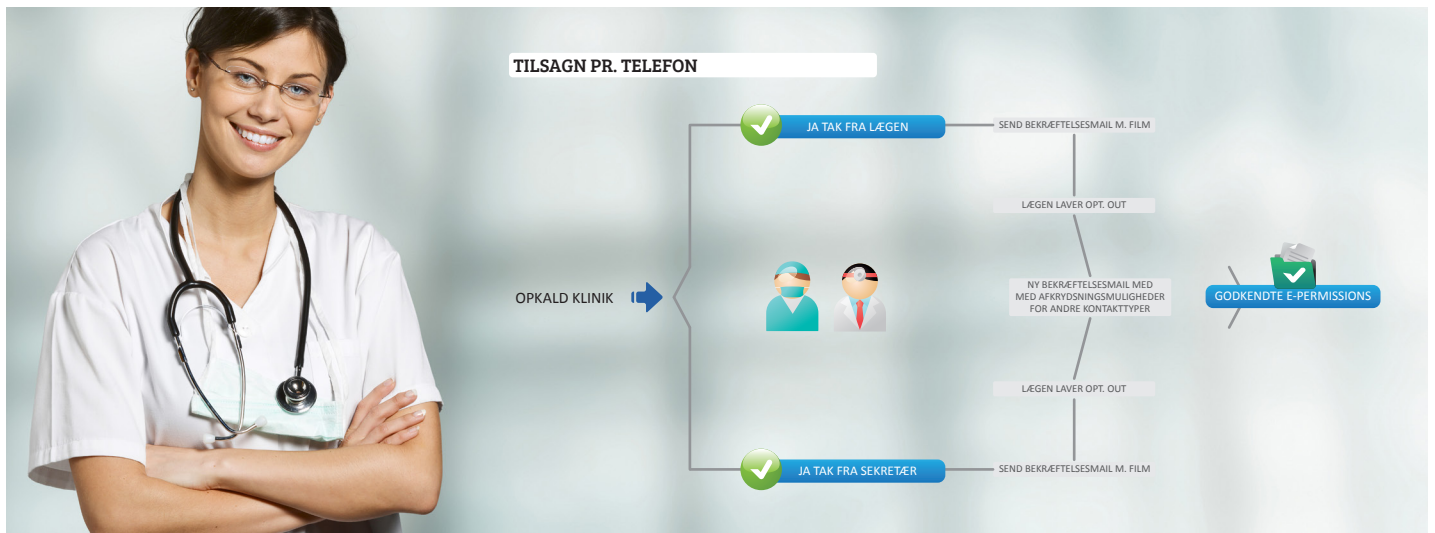 TILSAGN PR. TELEFON
JA TAK FRA LÆGEN
SEND BEKRÆFTELSESMAIL M. FILM
LÆGEN LAVER OPT. OUT
OPKALD KLINIK
NY BEKRÆFTELSESMAIL MED
MED AFKRYDSNINGSMULIGHEDER
FOR ANDRE KONTAKTTYPER
GODKENDTE E-PERMISSIONS
LÆGEN LAVER OPT. OUT
JA TAK FRA SEKRETÆR
SEND BEKRÆFTELSESMAIL M. FILM